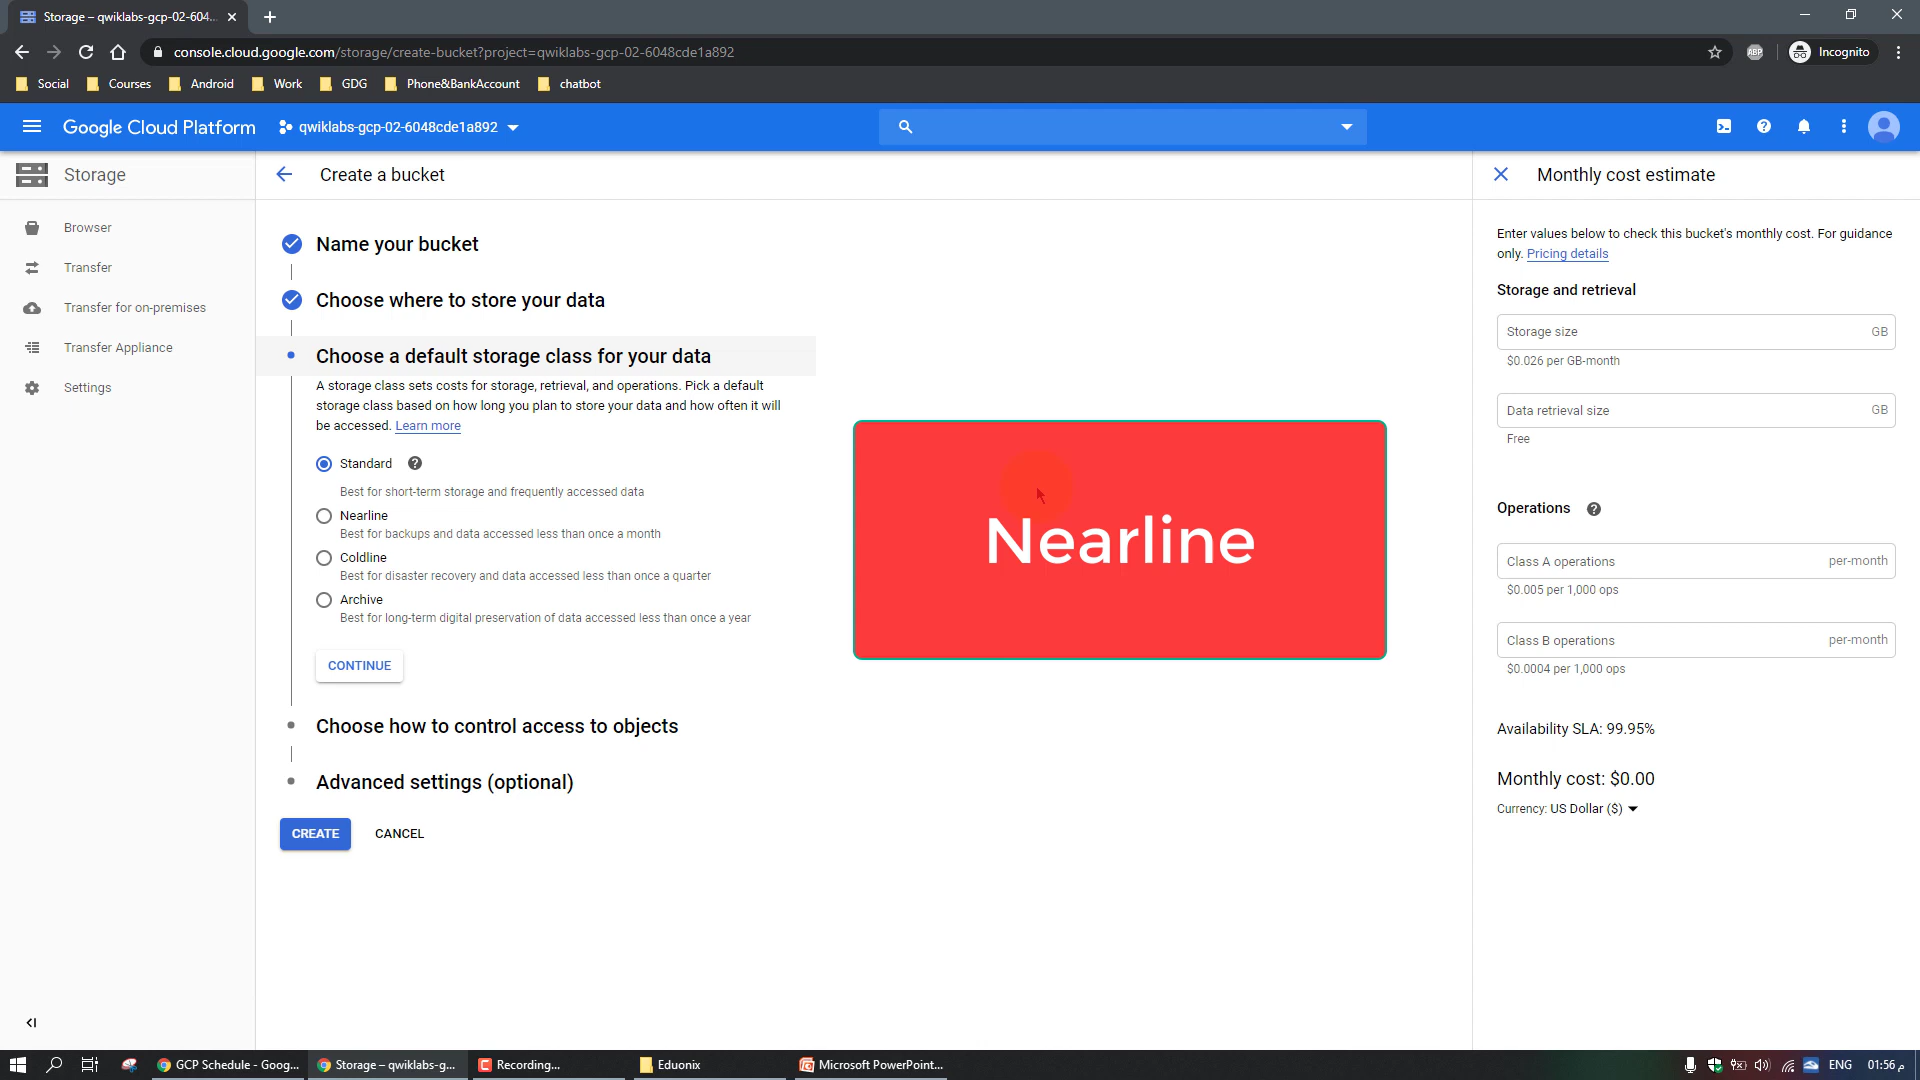 Storage – qwiklabs-gcp-02-604...
console.cloud.google.com/storage/create-bucket?project=qwiklabs-gcp-02-6048cde1a892
ABP
Incognito
Social
Courses
Android
Work
GDG
Phone&BankAccount
chatbot
Google Cloud Platform
qwiklabs-gcp-02-6048cde1a892
Storage
Create a bucket
Monthly cost estimate
Browser
Transfer
Transfer for on-premises
Transfer Appliance
Settings
Name your bucket
Choose where to store your data
Choose a default storage class for your data
A storage class sets costs for storage, retrieval, and operations. Pick a default
storage class based on how long you plan to store your data and how often it will
be accessed. Learn more
Standard
Best for short-term storage and frequently accessed data
Nearline
Best for backups and data accessed less than once a month
Coldline
Best for disaster recovery and data accessed less than once a quarter
Archive
Best for long-term digital preservation of data accessed less than once a year
CONTINUE
Choose how to control access to objects
Advanced settings (optional)
CREATE
CANCEL
Nearline
Enter values below to check this bucket's monthly cost. For guidance
only. Pricing details
Storage and retrieval
Storage size GB
$0.026 per GB-month
Data retrieval size GB
Free
Operations
Class A operations per-month
$0.005 per 1,000 ops
Class B operations per-month
$0.0004 per 1,000 ops
Availability SLA: 99.95%
Monthly cost: $0.00
Currency: US Dollar ($)
GCP Schedule - Goog...
Storage – qwiklabs-g...
Recording...
Eduonix
Microsoft PowerPoint...
ENG
01:56 م